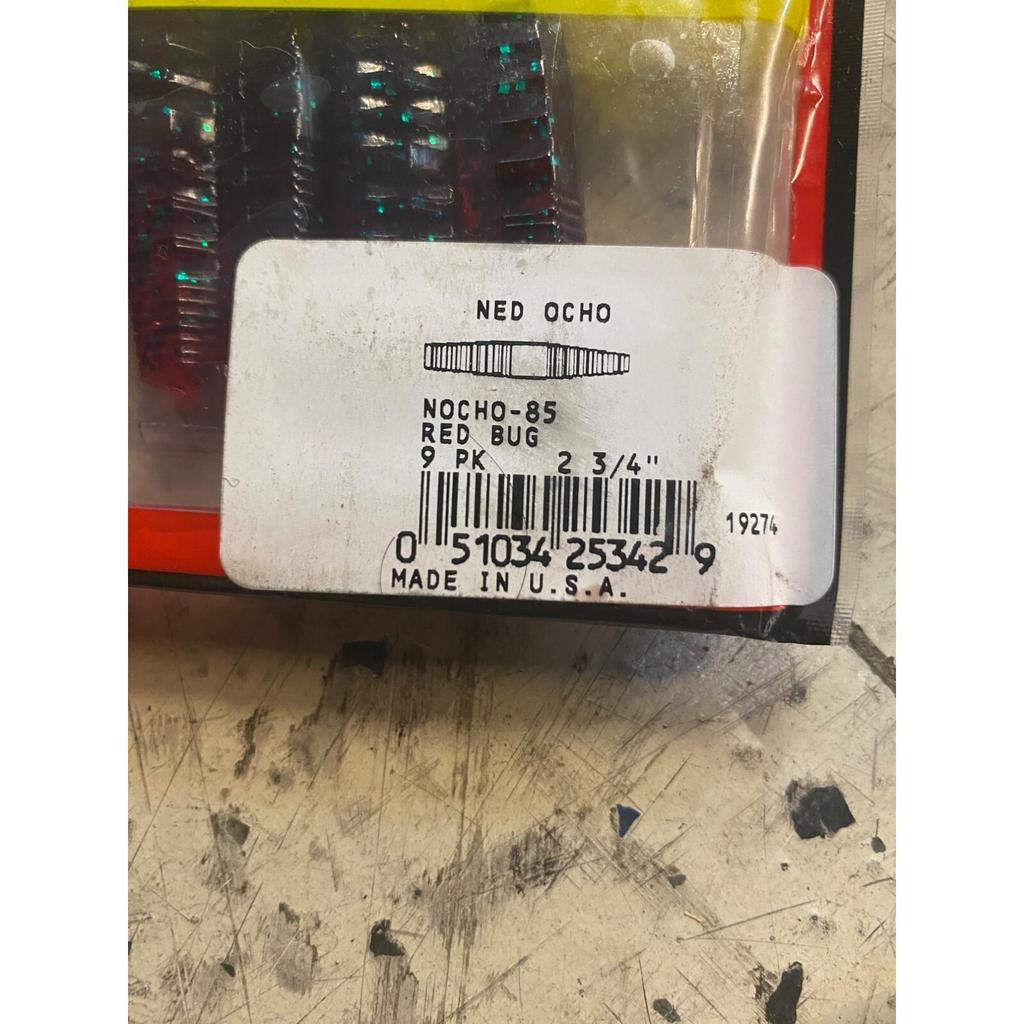 NED OCHO
NOCHO-85
RED BUG
9 PK 2 3/4"
19274
0 51034 25342 9
MADE IN U.S.A.